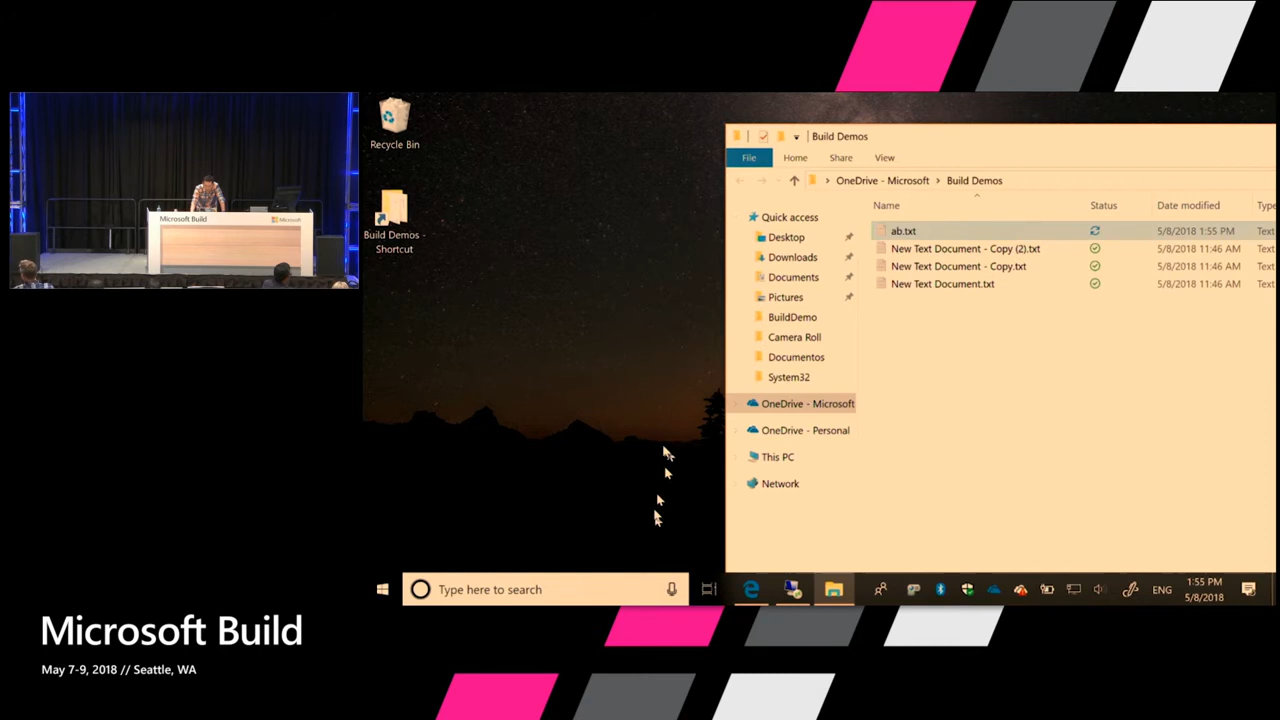 Microsoft Build
Microsoft
Recycle Bin
Build Demos -
Shortcut
Build Demos
File Home Share View
OneDrive - Microsoft > Build Demos
Name Status Date modified Type
Quick access
Desktop
Downloads
Documents
Pictures
BuildDemo
Camera Roll
Documentos
System32
OneDrive - Microsoft
OneDrive - Personal
This PC
Network
ab.txt 5/8/2018 1:55 PM Text
New Text Document - Copy (2).txt 5/8/2018 11:46 AM Text
New Text Document - Copy.txt 5/8/2018 11:46 AM Text
New Text Document.txt 5/8/2018 11:46 AM Text
Type here to search
ENG
1:55 PM
5/8/2018
Microsoft Build
May 7-9, 2018 // Seattle, WA